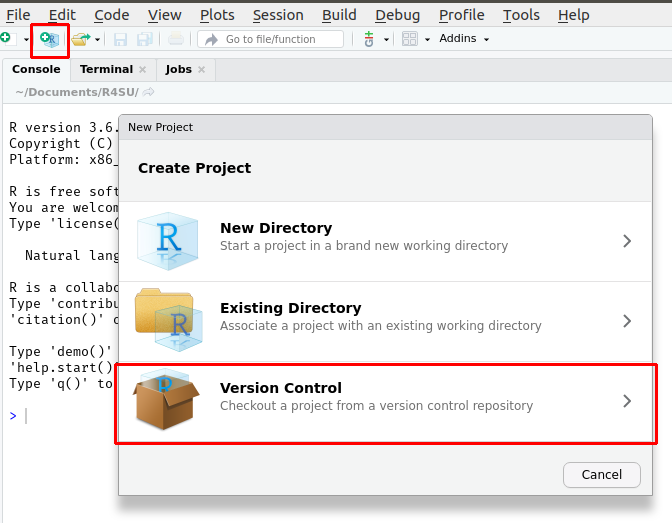 File Edit Code View Plots Session Build Debug Profile Tools Help
Go to file/function Addins
Console Terminal Jobs
~/Documents/R4SU/
R version 3.6.
Copyright (C)
Platform: x86_
R is free soft
You are welcom
Type 'license(
Natural lang
R is a collabo
Type 'contribu
'citation()' o
Type 'demo()'
'help.start()
Type 'q()' to
>
New Project
Create Project
R
New Directory
Start a project in a brand new working directory
R
Existing Directory
Associate a project with an existing working directory
R
Version Control
Checkout a project from a version control repository
Cancel